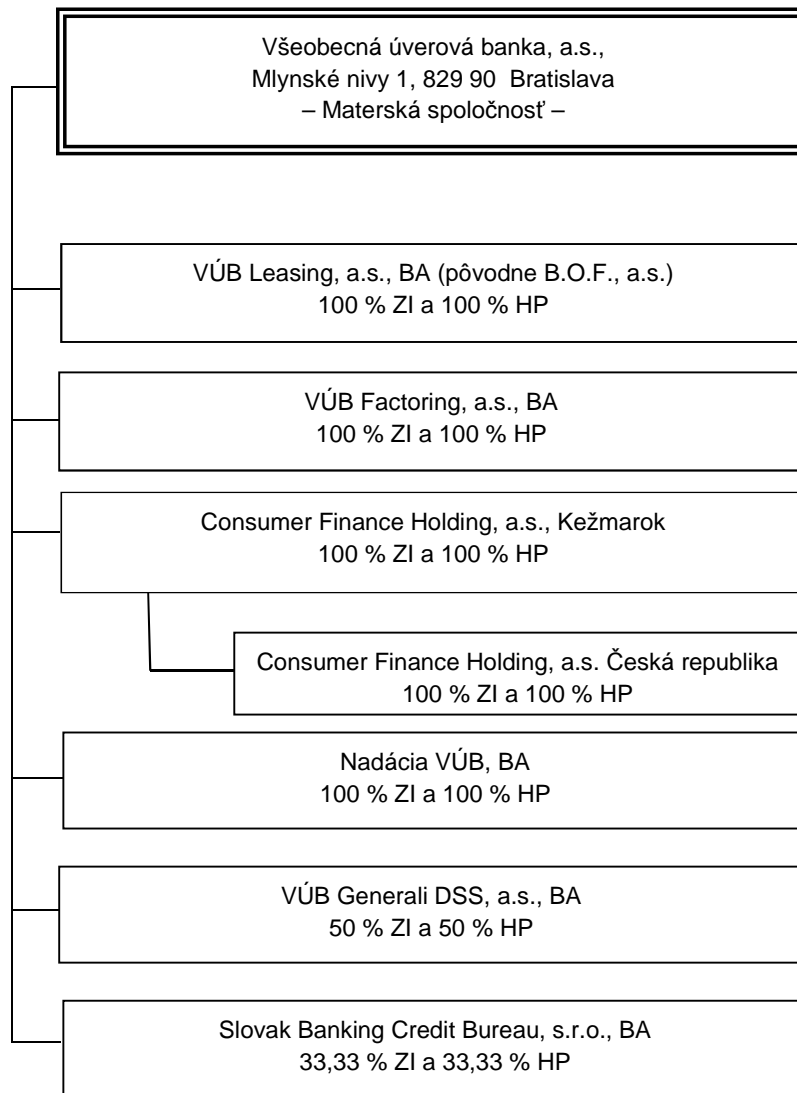 Všeobecná úverová banka, a.s.,
Mlynské nivy 1, 829 90 Bratislava
– Materská spoločnosť –
VÚB Leasing, a.s., BA (pôvodne B.O.F., a.s.)
100 % ZI a 100 % HP
VÚB Factoring, a.s., BA
100 % ZI a 100 % HP
Consumer Finance Holding, a.s., Kežmarok
100 % ZI a 100 % HP
Consumer Finance Holding, a.s. Česká republika
100 % ZI a 100 % HP
Nadácia VÚB, BA
100 % ZI a 100 % HP
VÚB Generali DSS, a.s., BA
50 % ZI a 50 % HP
Slovak Banking Credit Bureau, s.r.o., BA
33,33 % ZI a 33,33 % HP